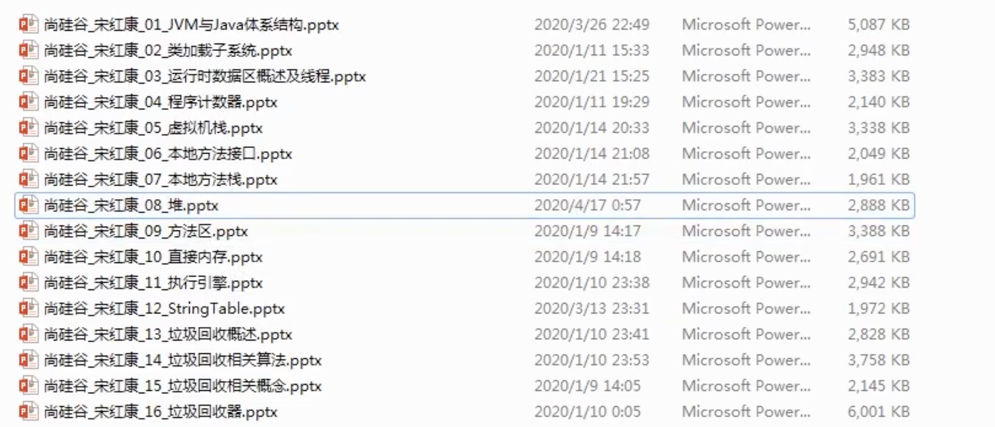 尚硅谷_宋红康_01_JVM与Java体系结构.pptx 2020/3/26 22:49 Microsoft Power... 5,087 KB
尚硅谷_宋红康_02_类加载子系统.pptx 2020/1/11 15:33 Microsoft Power... 2,948 KB
尚硅谷_宋红康_03_运行时数据区概述及线程.pptx 2020/1/21 15:25 Microsoft Power... 3,383 KB
尚硅谷_宋红康_04_程序计数器.pptx 2020/1/11 19:29 Microsoft Power... 2,140 KB
尚硅谷_宋红康_05_虚拟机栈.pptx 2020/1/14 20:33 Microsoft Power... 3,338 KB
尚硅谷_宋红康_06_本地方法接口.pptx 2020/1/14 21:08 Microsoft Power... 2,049 KB
尚硅谷_宋红康_07_本地方法栈.pptx 2020/1/14 21:57 Microsoft Power... 1,961 KB
尚硅谷_宋红康_08_堆.pptx 2020/4/17 0:57 Microsoft Power... 2,888 KB
尚硅谷_宋红康_09_方法区.pptx 2020/1/9 14:17 Microsoft Power... 3,388 KB
尚硅谷_宋红康_10_直接内存.pptx 2020/1/9 14:18 Microsoft Power... 2,691 KB
尚硅谷_宋红康_11_执行引擎.pptx 2020/1/10 23:38 Microsoft Power... 2,942 KB
尚硅谷_宋红康_12_StringTable.pptx 2020/3/13 23:31 Microsoft Power... 1,972 KB
尚硅谷_宋红康_13_垃圾回收概述.pptx 2020/1/10 23:41 Microsoft Power... 2,828 KB
尚硅谷_宋红康_14_垃圾回收相关算法.pptx 2020/1/10 23:53 Microsoft Power... 3,758 KB
尚硅谷_宋红康_15_垃圾回收相关概念.pptx 2020/1/9 14:05 Microsoft Power... 2,145 KB
尚硅谷_宋红康_16_垃圾回收器.pptx 2020/1/10 0:05 Microsoft Power... 6,001 KB